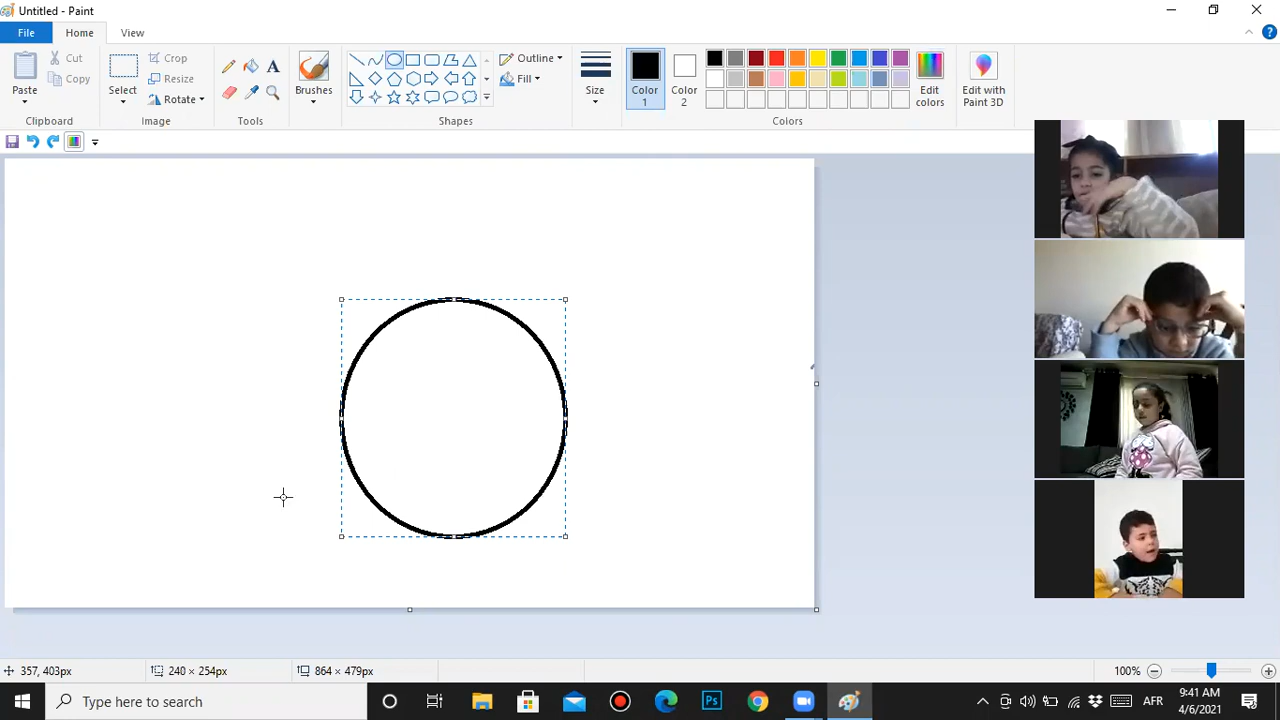 Untitled - Paint
File
Home
View
Paste
Cut
Copy
Clipboard
Select
Crop
Resize
Rotate
Image
A
Tools
Brushes
Shapes
Outline
Fill
Size
Color 1
Color 2
Edit colors
Edit with Paint 3D
Colors
357, 403px
240 × 254px
864 × 479px
100%
Type here to search
Ps
AFR
9:41 AM
4/6/2021